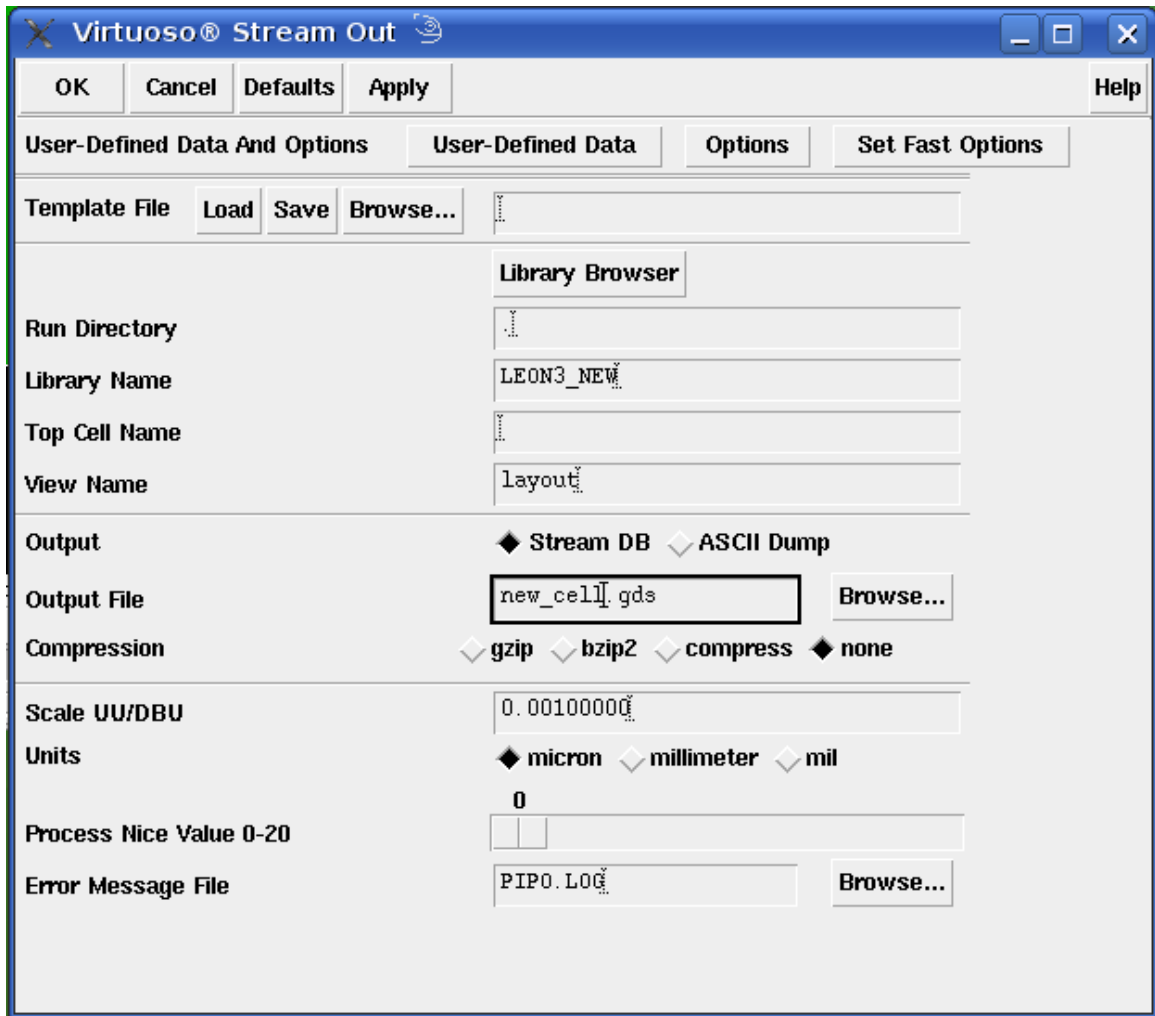 Virtuoso® Stream Out
OK Cancel Defaults Apply Help
User-Defined Data And Options User-Defined Data Options Set Fast Options
Template File Load Save Browse...
Library Browser
Run Directory .
Library Name LEON3_NEW
Top Cell Name
View Name layout
Output Stream DB ASCII Dump
Output File new_cell.gds Browse...
Compression gzip bzip2 compress none
Scale UU/DBU 0.00100000
Units micron millimeter mil
0
Process Nice Value 0-20
Error Message File PIPO.LOG Browse...